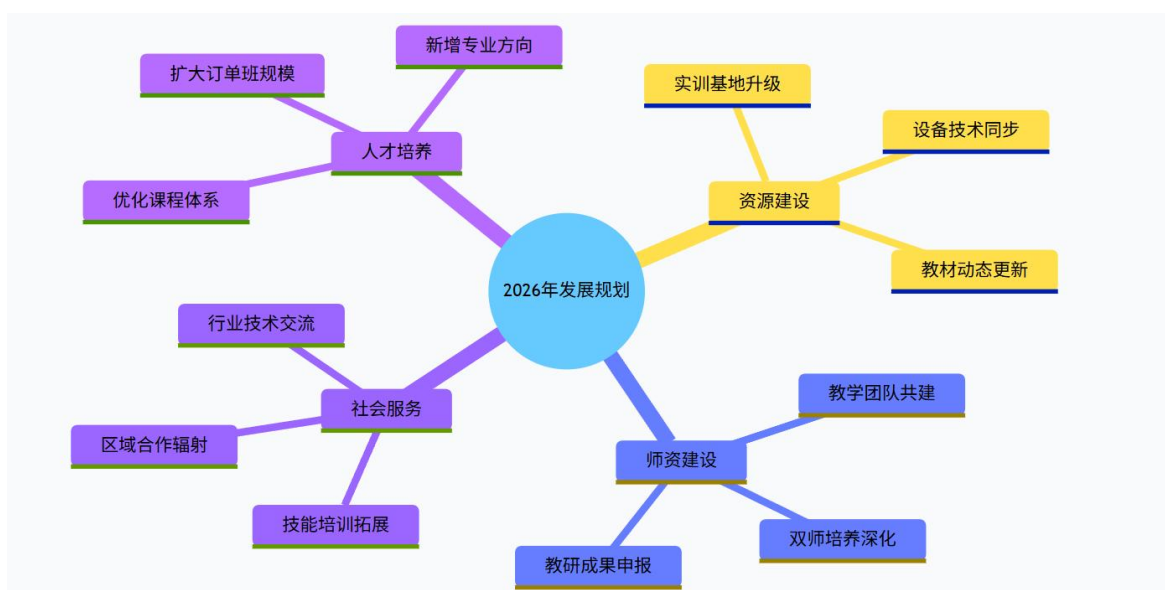 新增专业方向
扩大订单班规模
人才培养
优化课程体系
实训基地升级
设备技术同步
资源建设
教材动态更新
2026年发展规划
行业技术交流
社会服务
区域合作辐射
技能培训拓展
教学团队共建
师资建设
双师培养深化
教研成果申报